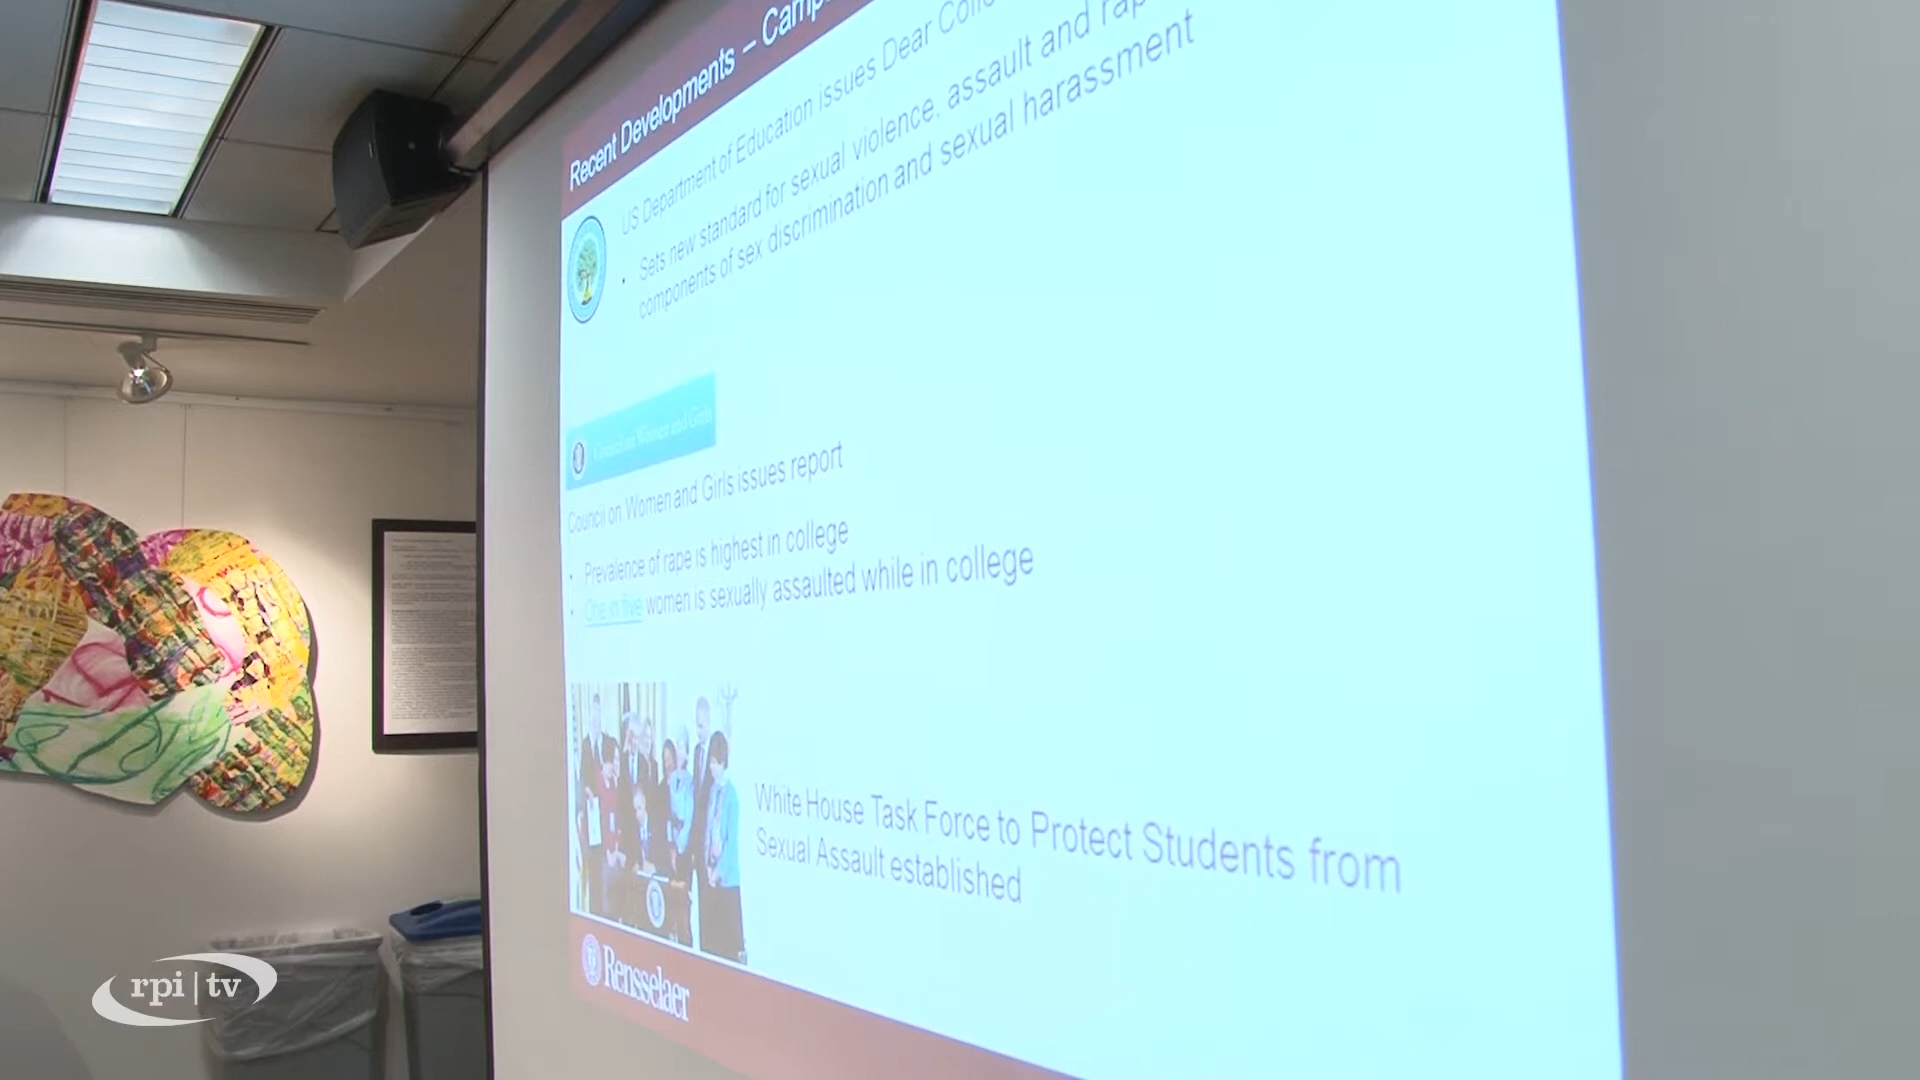 Recent Developments – Camp
US Department of Education issues Dear
• Sets new standard for sexual violence, assault and
components of sex discrimination and sexual harassment
Council on Women and Girls issues report
• Prevalence of rape is highest in college
• One in five women is sexually assaulted while in college
White House Task Force to Protect Students from
Sexual Assault established
Rensselaer
rpi|tv